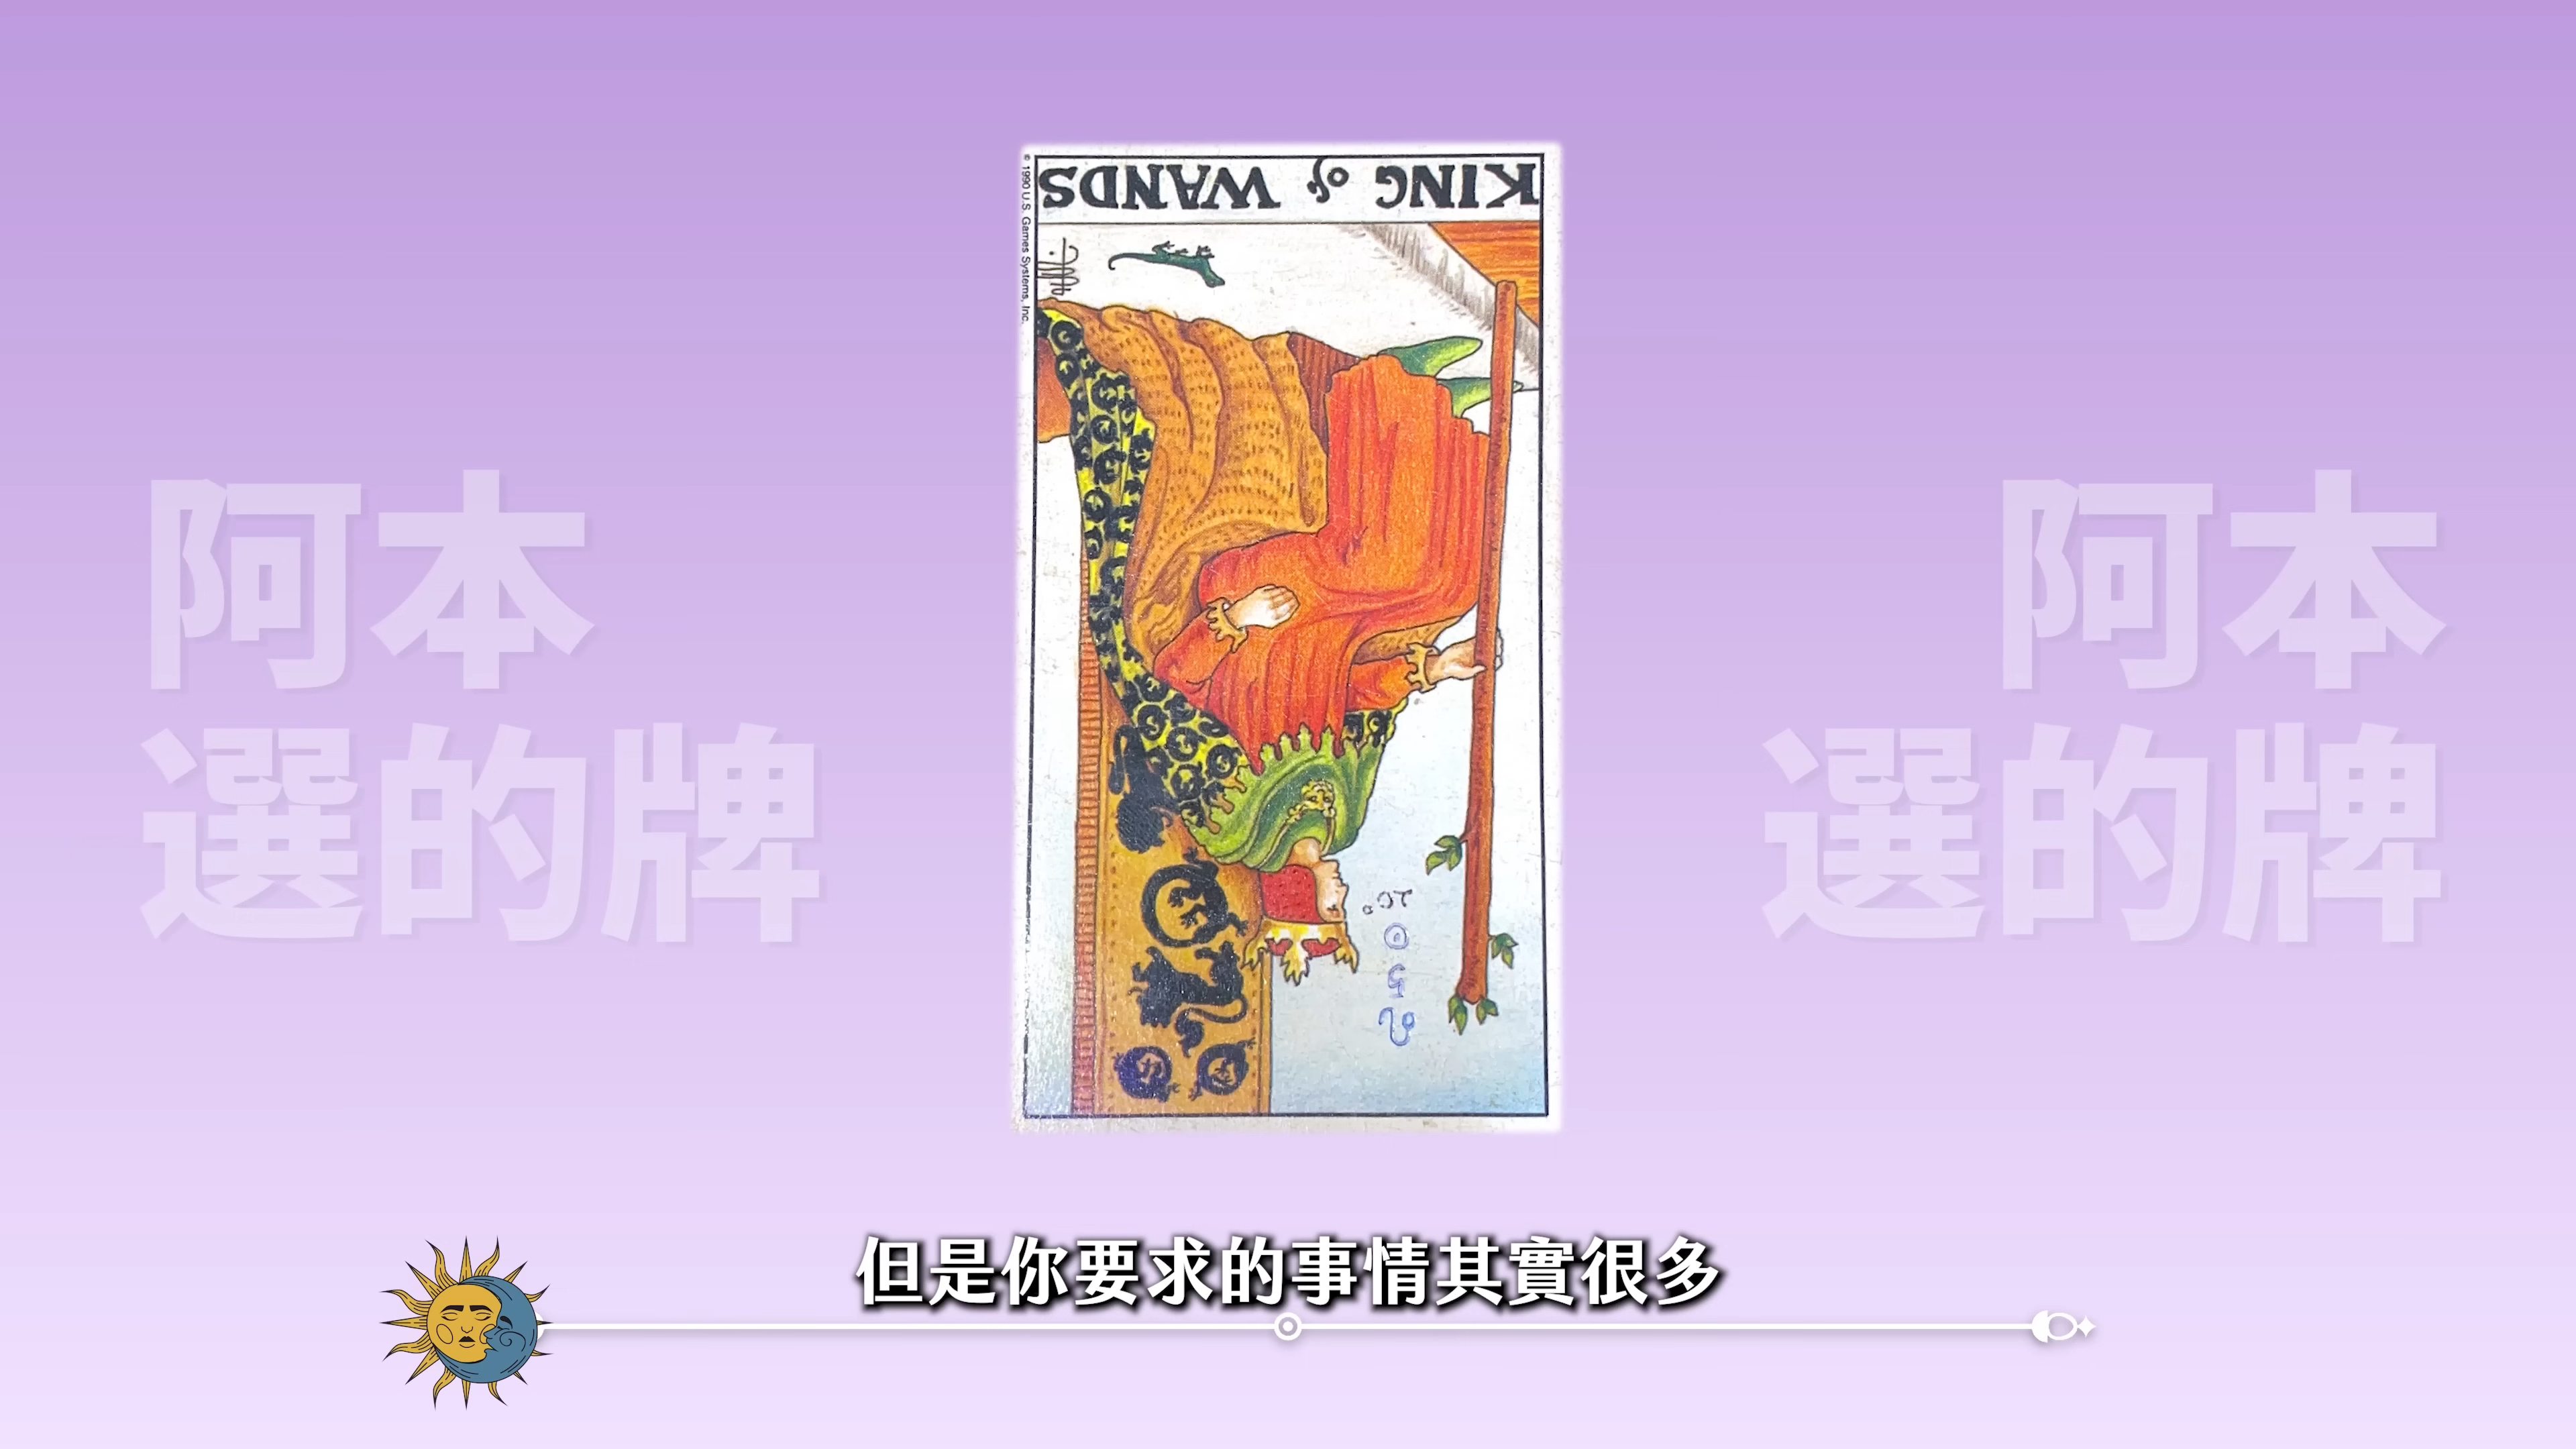 KING of WANDS
© 1990 U.S. Games Systems, Inc.
阿本
選的牌
阿本
選的牌
但是你要求的事情其實很多